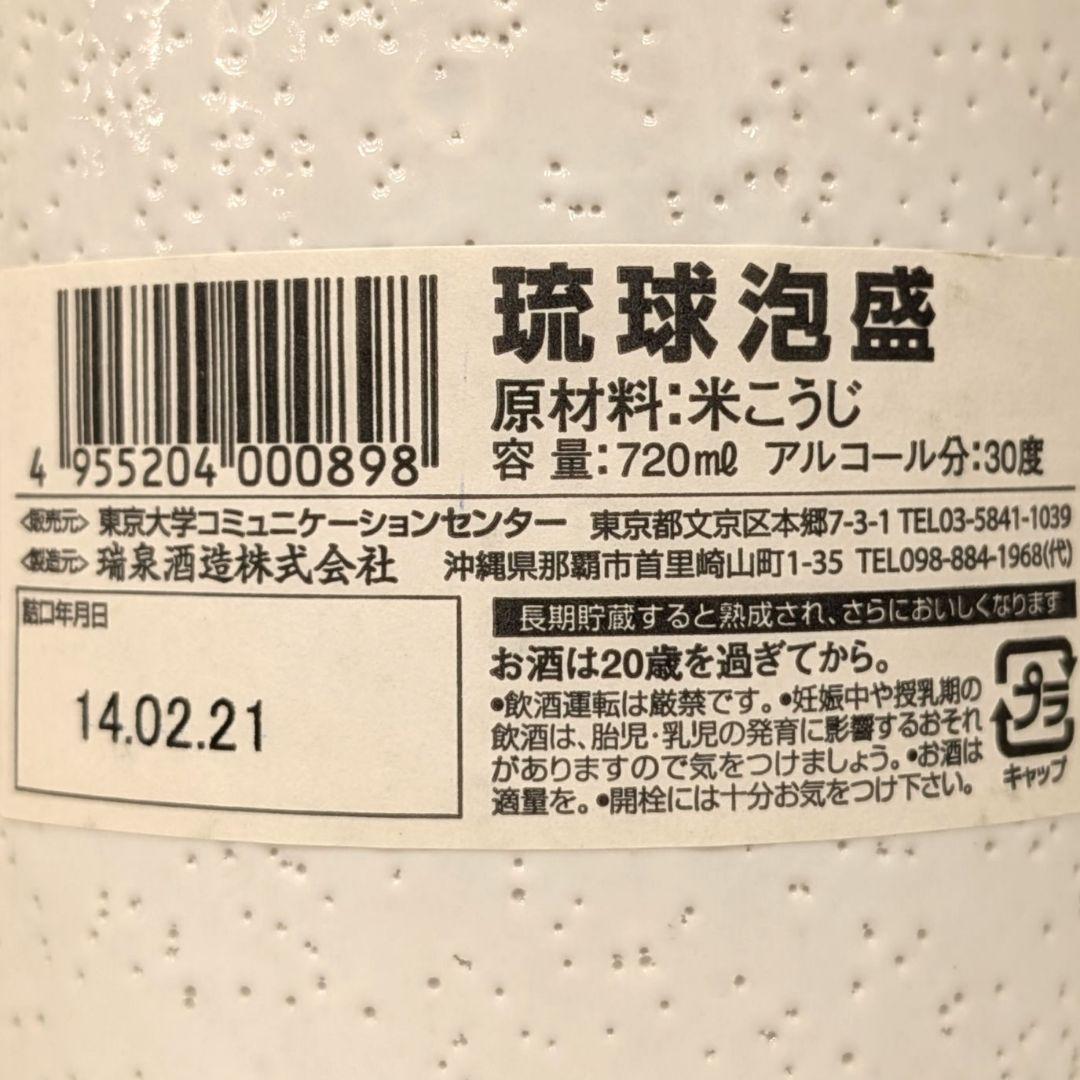 琉球泡盛
原材料：米こうじ
容量：720mℓ アルコール分：30度
4 955204 000898
<販売元> 東京大学コミュニケーションセンター 東京都文京区本郷7-3-1 TEL03-5841-1039
<製造元> 瑞泉酒造株式会社 沖縄県那覇市首里崎山町1-35 TEL098-884-1968(代)
詰口年月日
14.02.21
長期貯蔵すると熟成され、さらにおいしくなります
お酒は20歳を過ぎてから。
•飲酒運転は厳禁です。•妊娠中や授乳期の
飲酒は、胎児・乳児の発育に影響するおそれ
がありますので気をつけましょう。•お酒は
適量を。•開栓には十分お気をつけ下さい。
プラ
キャップ